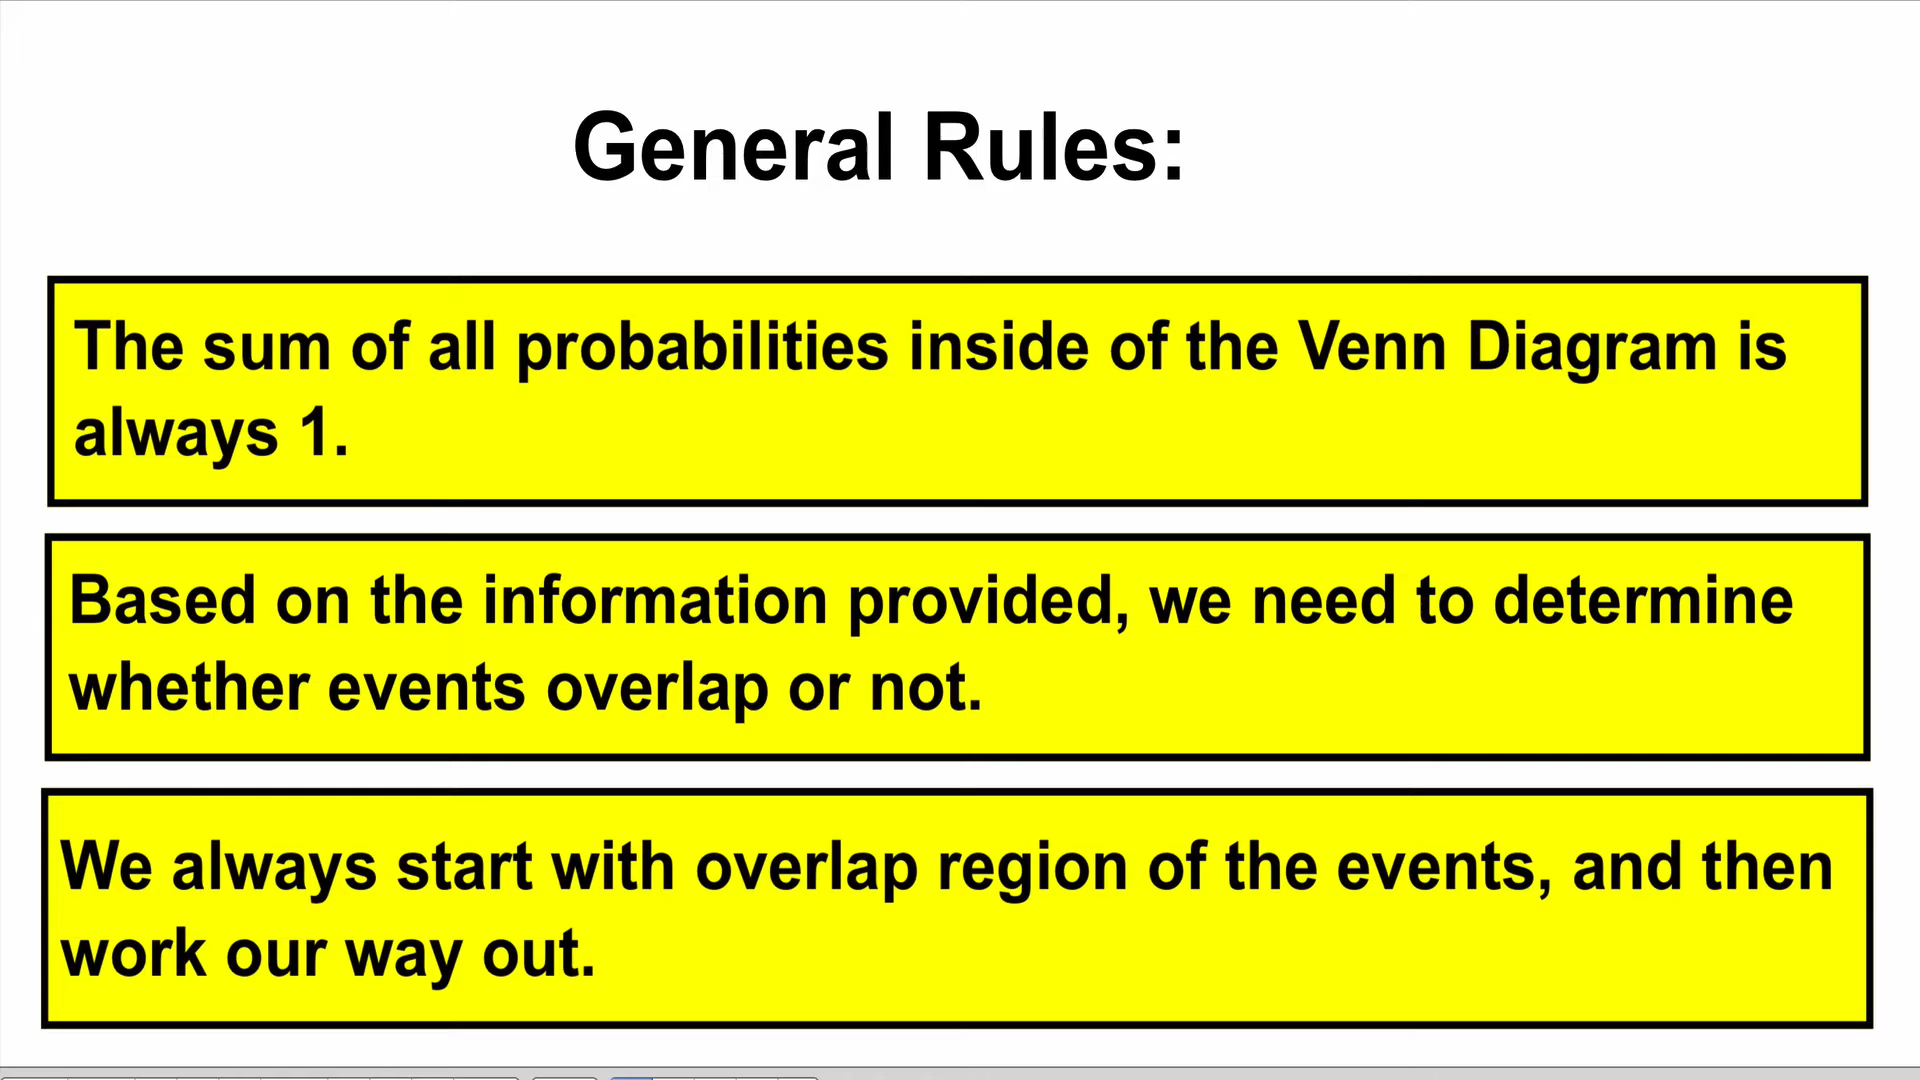 General Rules:
The sum of all probabilities inside of the Venn Diagram is
always 1.
Based on the information provided, we need to determine
whether events overlap or not.
We always start with overlap region of the events, and then
work our way out.